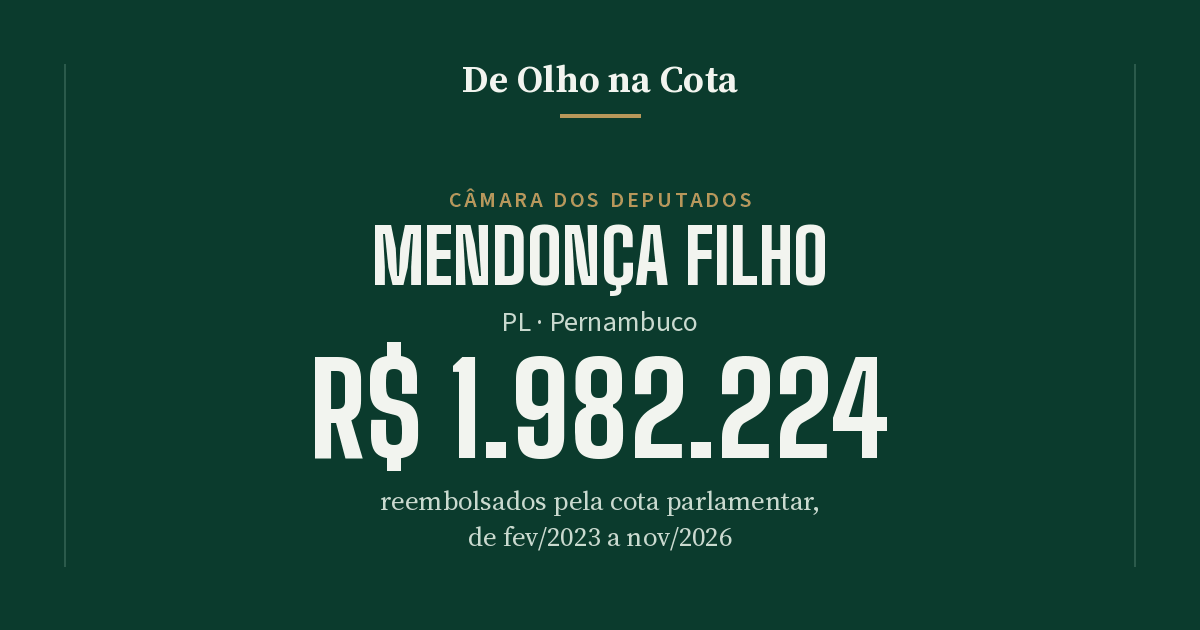 De Olho na Cota
CÂMARA DOS DEPUTADOS
MENDONÇA FILHO
PL · Pernambuco
R$ 1.982.224
reembolsados pela cota parlamentar,
de fev/2023 a nov/2026